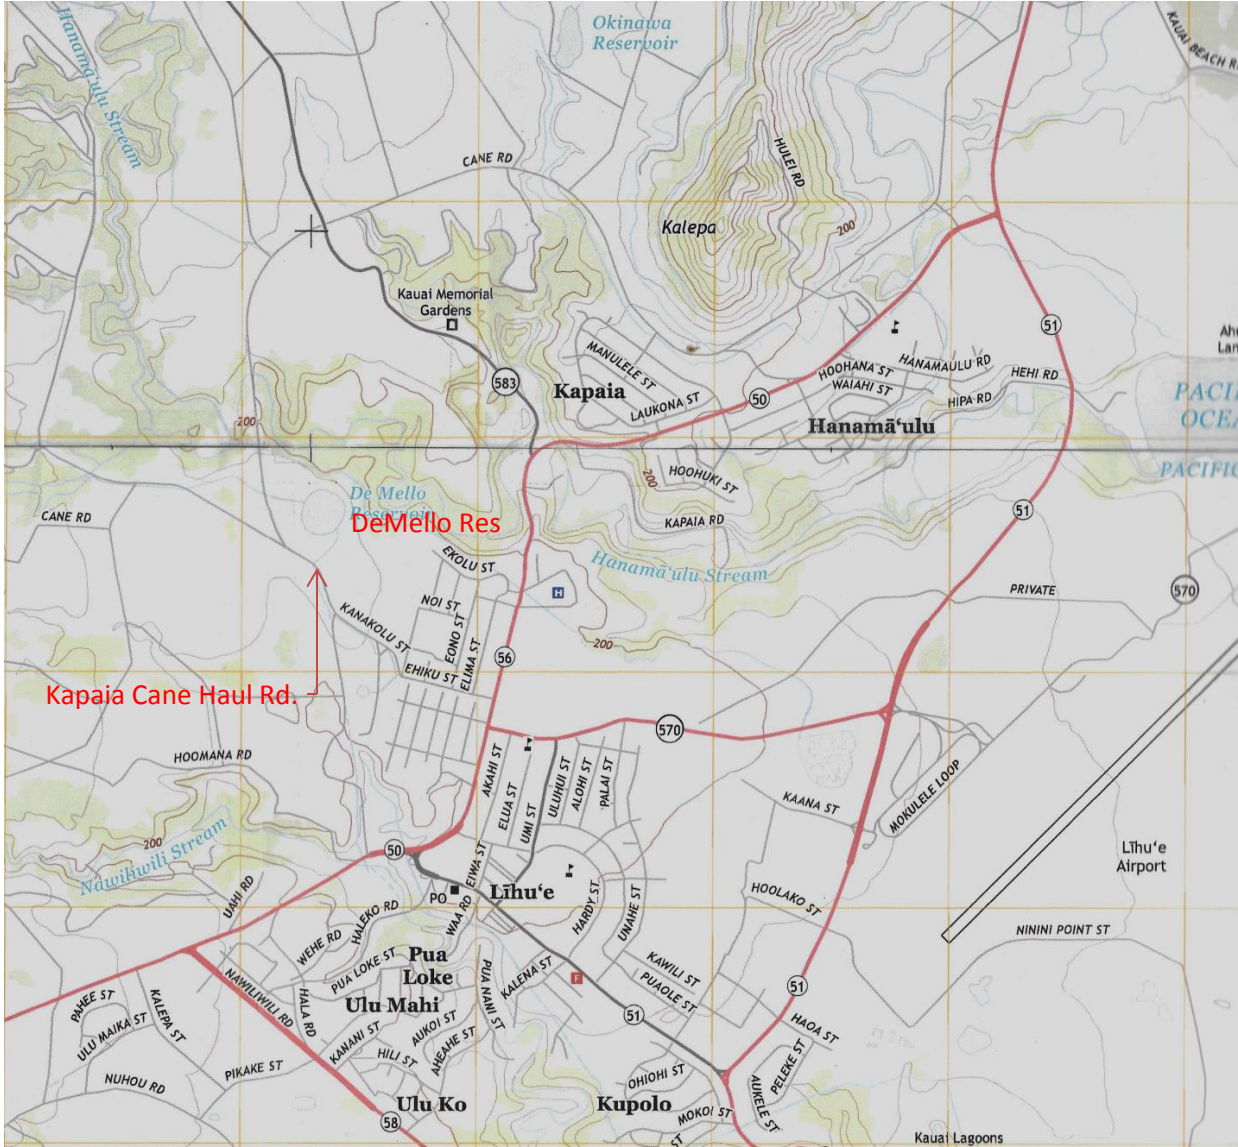 Hanamā'ulu Stream
Okinawa
Reservoir
KAUAI BEACH R
CANE RD
HULEI RD
Kalepa
200
Kauai Memorial
Gardens
51
Ah
Lan
583
MANULELE ST
Kapaia
LAUKONA ST
50
HOOHANA ST
HANAMAULU RD
WAIAHI ST
HEHI RD
HIPA RD
Hanamā'ulu
PACI
OCEA
PACIFIC
200
200
HOOHUKI ST
KAPAIA RD
De Mello
Reservoir
DeMello Res
CANE RD
51
Hanamā'ulu Stream
EKOLU ST
H
PRIVATE
570
NOI ST
EONO ST
KANAKOLU ST
EHIKU ST
ELIMA ST
56
200
Kapaia Cane Haul Rd.
570
HOOMANA RD
AKAHI ST
ELUA ST
UMI ST
ULUHUI ST
ALOHI ST
PALAI ST
KAANA ST
MOKULELE LOOP
Līhu'e
Airport
200
Nawiliwili Stream
50
EIWA ST
PO
Līhu'e
UAHI RD
HALEKO RD
WAA RD
WEHE RD
HARDY ST
UNAHE ST
HOOLAKO ST
NININI POINT ST
Pua
Loke
PUA LOKE ST
Ulu Mahi
PUA NANI ST
KALENA ST
F
KAWILI ST
PUAOLE ST
51
51
PAHEE ST
KALEPA ST
ULU MAIKA ST
NAWILIWILI RD
HALA RD
KANANI ST
AUKOI ST
AHEAHE ST
HILI ST
HAOA ST
PELEKE ST
AUKELE ST
NUHOU RD
PIKAKE ST
OHIOHI ST
Ulu Ko
Kupolo
MOKOI ST
58
ST
Kauai Lagoons